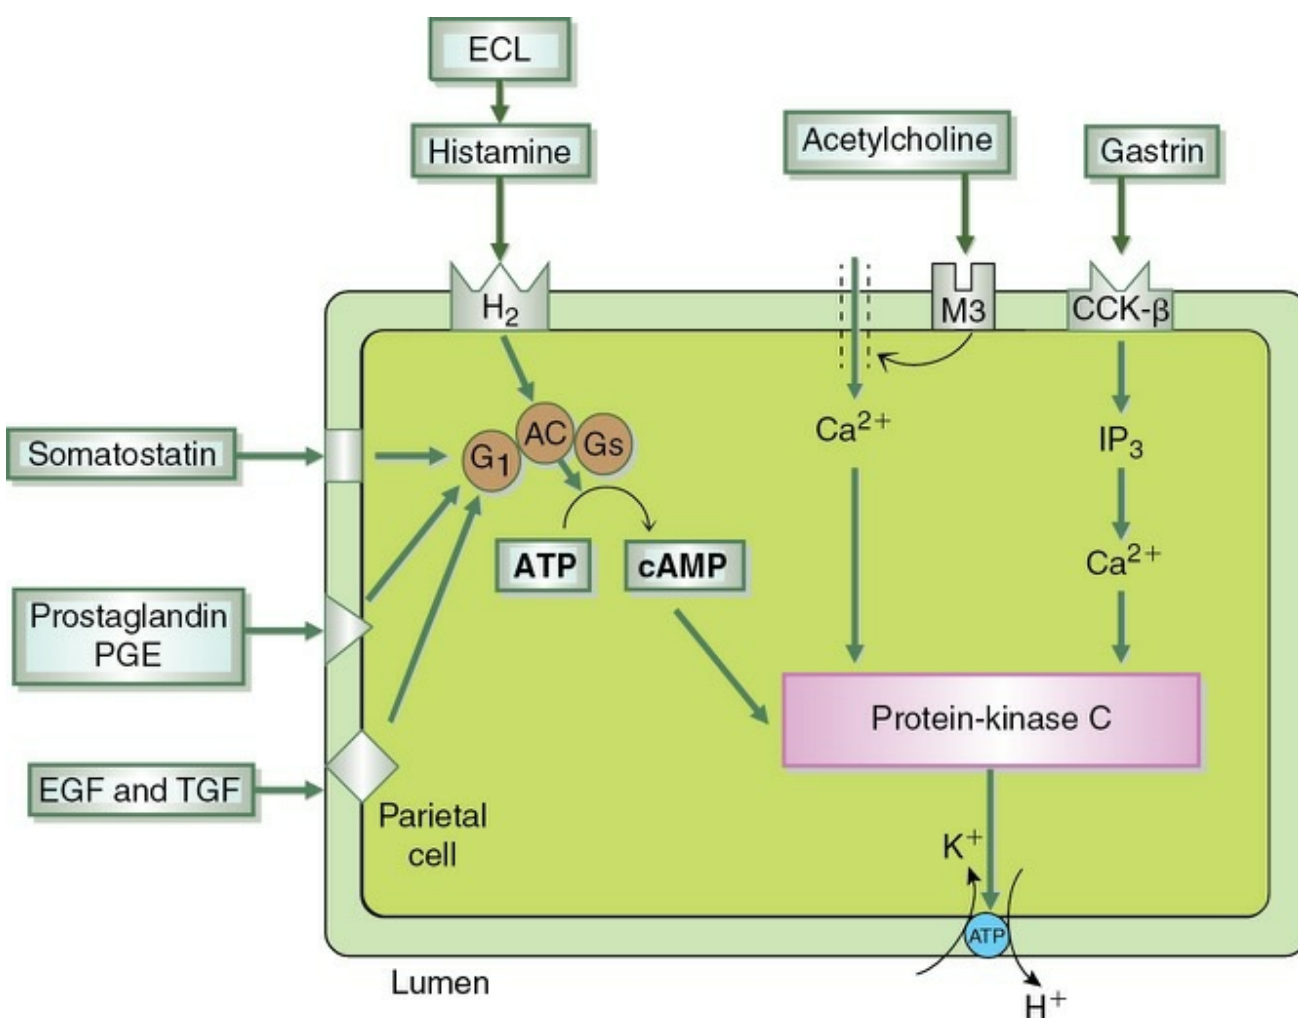 ECL
Histamine
Acetylcholine
Gastrin
H₂
M3
CCK-β
Somatostatin
G₁
AC
Gs
Ca²⁺
IP₃
ATP
cAMP
Ca²⁺
Prostaglandin
PGE
Protein-kinase C
EGF and TGF
Parietal
cell
K⁺
ATP
Lumen
H⁺